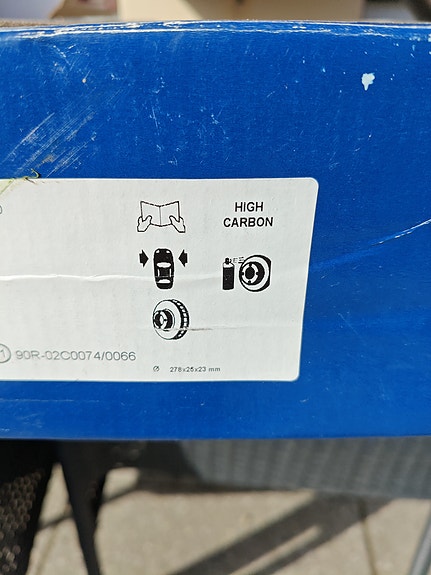 HIGH
CARBON
90R-02C0074/0066
Ø 278x25x23 mm